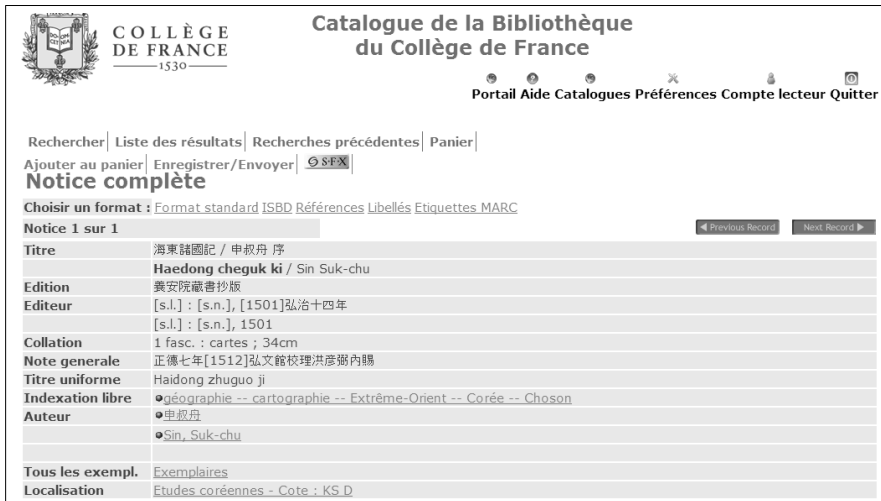 COLLÈGE
DE FRANCE
1530
Catalogue de la Bibliothèque
du Collège de France
Portail Aide Catalogues Préférences Compte lecteur Quitter
Rechercher| Liste des résultats| Recherches précédentes| Panier|
Ajouter au panier| Enregistrer/Envoyer| S·F·X|
Notice complète
Choisir un format : Format standard ISBD Références Libellés Etiquettes MARC
Notice 1 sur 1 Previous Record Next Record
Titre 海東諸國記 / 申叔舟 序
Haedong cheguk ki / Sin Suk-chu
Edition 養安院蔵書抄版
Editeur [s.l.] : [s.n.], [1501]弘治十四年
[s.l.] : [s.n.], 1501
Collation 1 fasc. : cartes ; 34cm
Note generale 正德七年[1512]弘文館校理洪彦弼内賜
Titre uniforme Haidong zhuguo ji
Indexation libre géographie -- cartographie -- Extrême-Orient -- Corée -- Choson
Auteur 申叔舟
Sin, Suk-chu
Tous les exempl. Exemplaires
Localisation Etudes coréennes - Cote : KS D